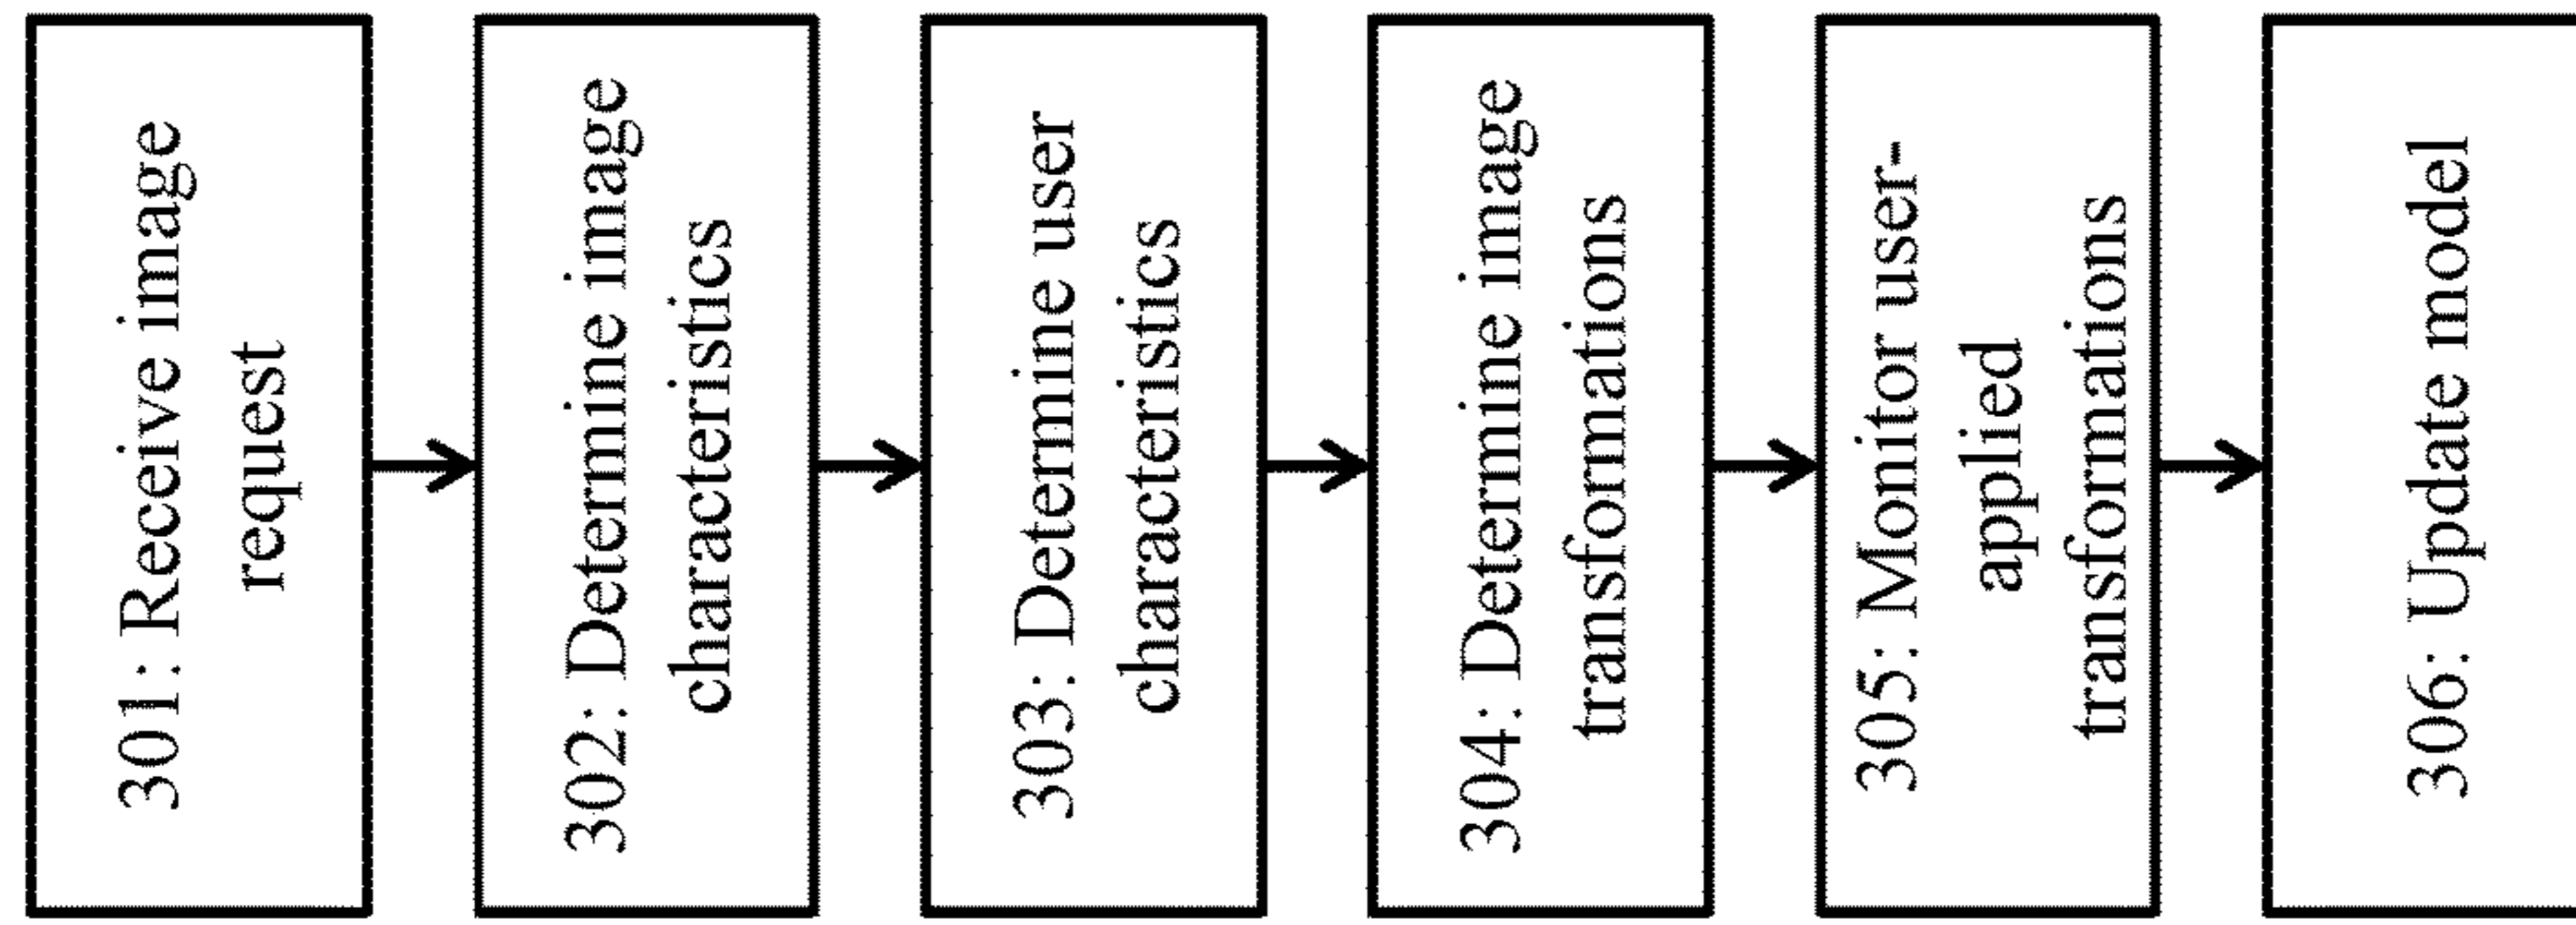 301: Receive image
request
302: Determine image
characteristics
303: Determine user
characteristics
304: Determine image
transformations
305: Monitor user-
applied
transformations
306: Update model